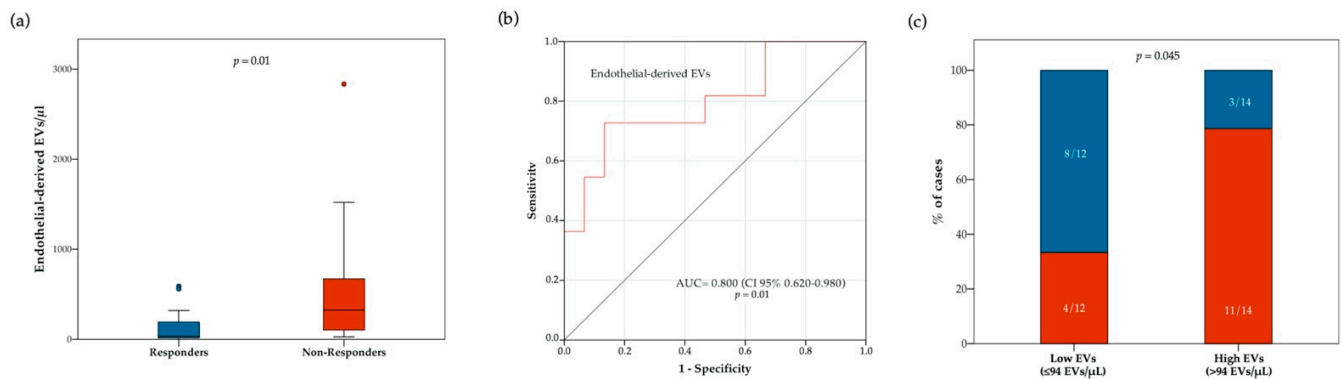 (a)
p = 0.01
Endothelial-derived EVs/µl
3000
2000
1000
0
Responders
Non-Responders
(b)
Endothelial-derived EVs
AUC= 0.800 (CI 95% 0.620-0.980)
p = 0.01
Sensitivity
1.0
0.8
0.6
0.4
0.2
0.0
0.0
0.2
0.4
0.6
0.8
1.0
1 - Specificity
(c)
p = 0.045
% of cases
100
80
60
40
20
0
8/12
4/12
3/14
11/14
Low EVs
(≤94 EVs/µL)
High EVs
(>94 EVs/µL)